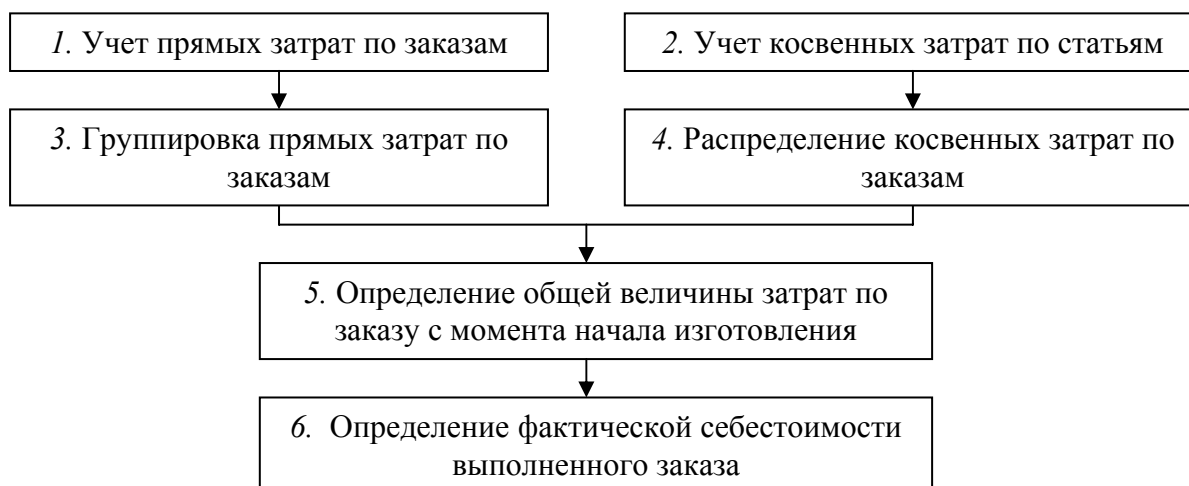 1. Учет прямых затрат по заказам
2. Учет косвенных затрат по статьям
3. Группировка прямых затрат по
заказам
4. Распределение косвенных затрат по
заказам
5. Определение общей величины затрат по
заказу с момента начала изготовления
6. Определение фактической себестоимости
выполненного заказа